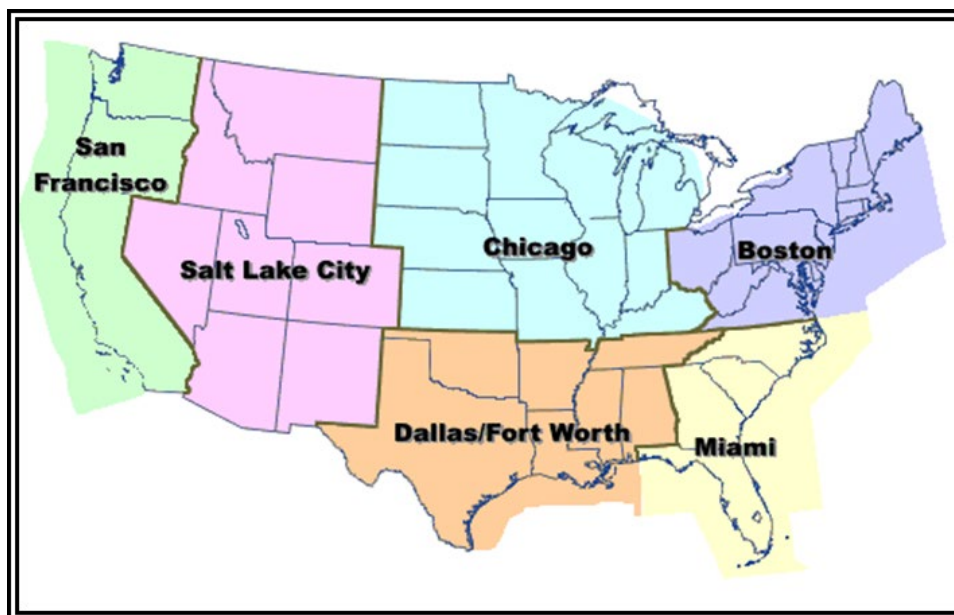 San
Francisco
Salt Lake City
Chicago
Boston
Dallas/Fort Worth
Miami